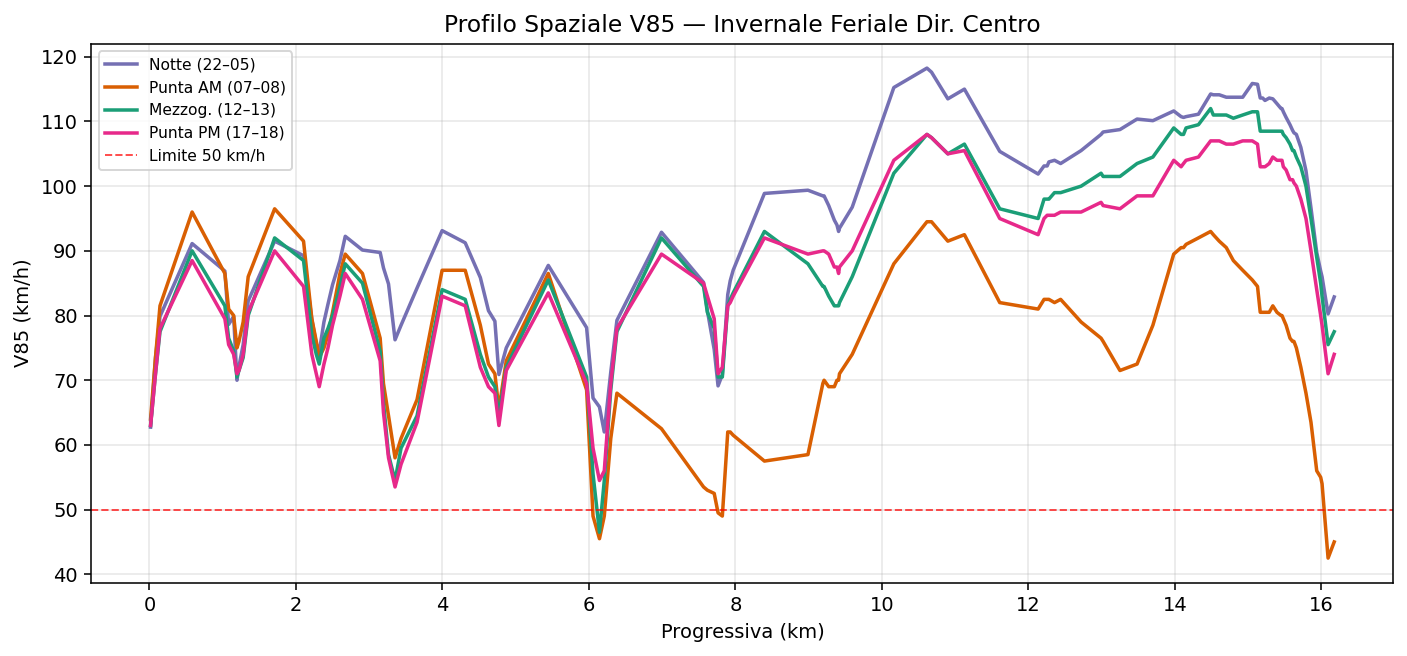 Profilo Spaziale V85 — Invernale Feriale Dir. Centro
V85 (km/h)
120
110
100
90
80
70
60
50
40
Notte (22–05)
Punta AM (07–08)
Mezzog. (12–13)
Punta PM (17–18)
Limite 50 km/h
0 2 4 6 8 10 12 14 16
Progressiva (km)